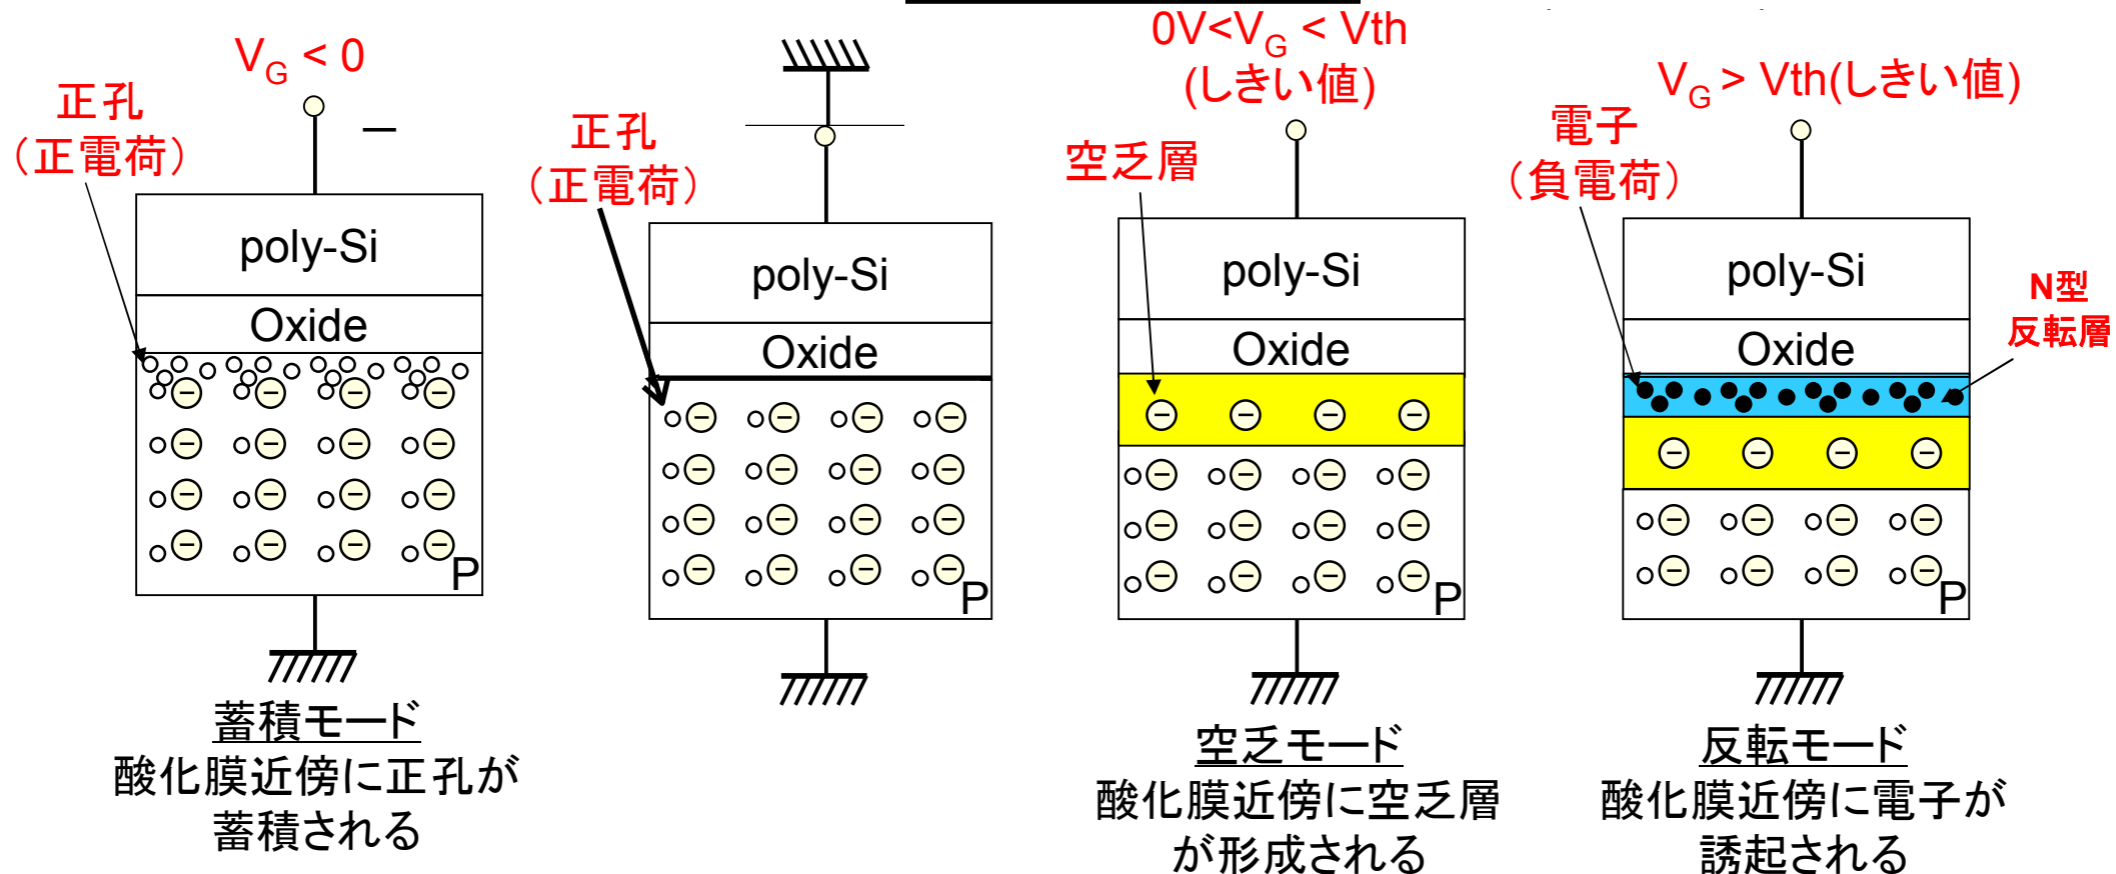 V_G < 0
正孔
（正電荷）
−
poly-Si
Oxide
P
蓄積モード
酸化膜近傍に正孔が
蓄積される
正孔
（正電荷）
poly-Si
Oxide
P
0V<V_G < Vth
(しきい値)
空乏層
poly-Si
Oxide
P
空乏モード
酸化膜近傍に空乏層
が形成される
V_G > Vth(しきい値)
電子
（負電荷）
poly-Si
Oxide
N型
反転層
P
反転モード
酸化膜近傍に電子が
誘起される